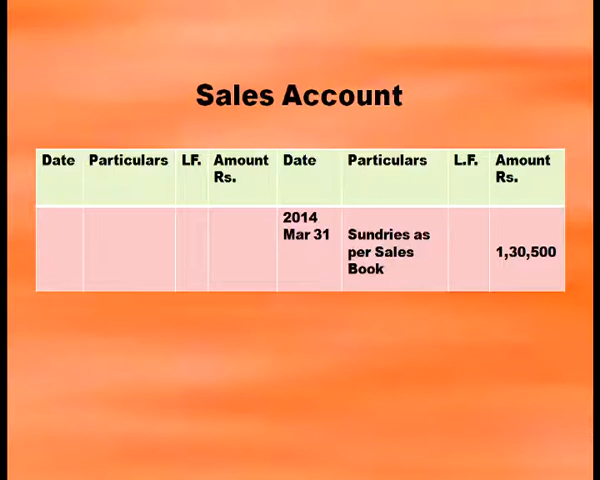 Sales Account
Date Particulars LF. Amount Rs. Date Particulars L.F. Amount Rs.
2014
Mar 31 Sundries as per Sales Book 1,30,500